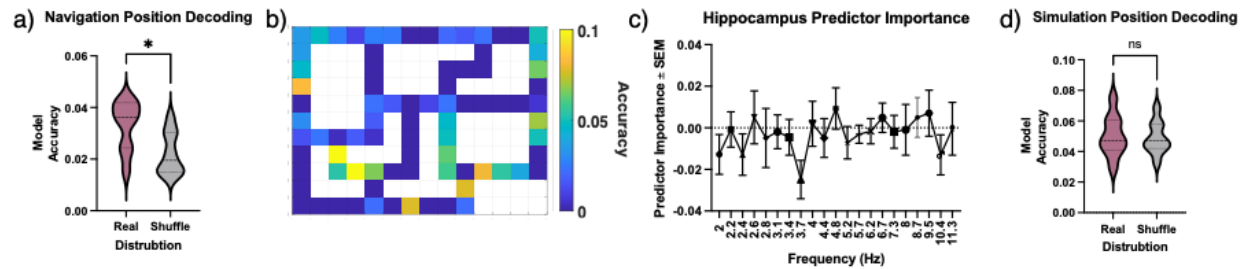 a) Navigation Position Decoding
*
0.06
0.04
0.02
0.00
Model
Accuracy
Real Shuffle
Distrubtion
b)
0.1
0.05
0
Accuracy
c) Hippocampus Predictor Importance
Predictor Importance ± SEM
0.04
0.02
0.00
-0.02
-0.04
2 2.2 2.4 2.6 2.8 3.1 3.4 3.7 4 4.4 4.8 5.2 5.7 6.2 6.7 7.3 8 8.7 9.5 10.4 11.3
Frequency (Hz)
d) Simulation Position Decoding
ns
0.10
0.08
0.06
0.04
0.02
0.00
Model
Accuracy
Real Shuffle
Distrubtion